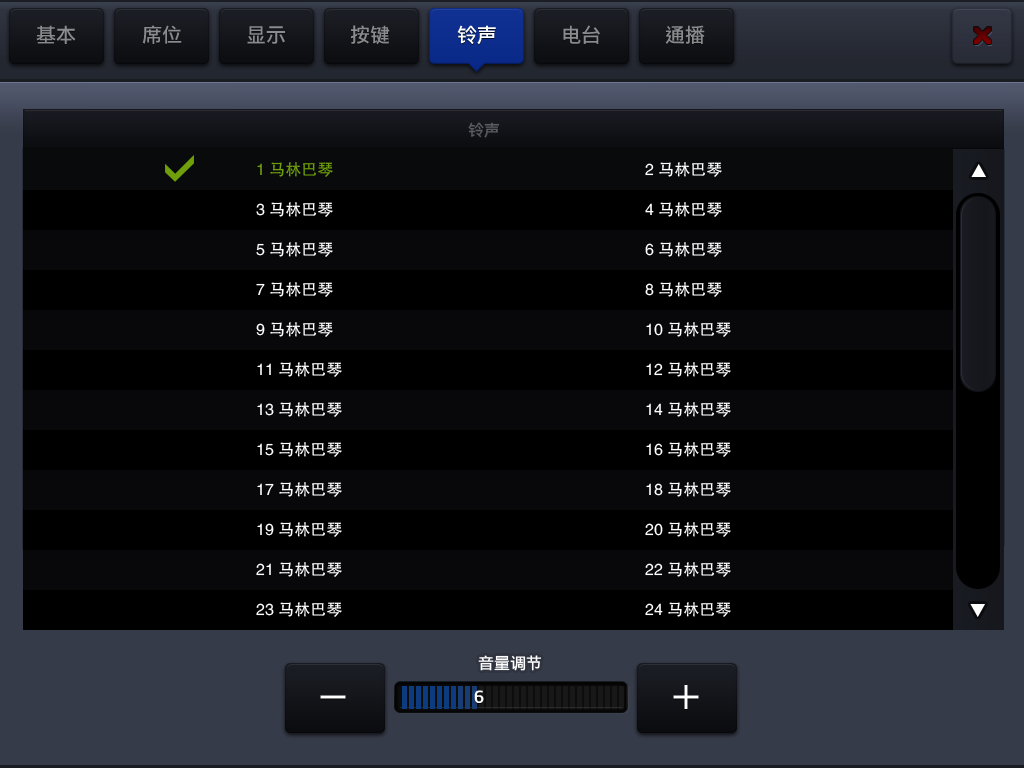 基本 席位 显示 按键 铃声 电台 通播
铃声
1 马林巴琴 2 马林巴琴
3 马林巴琴 4 马林巴琴
5 马林巴琴 6 马林巴琴
7 马林巴琴 8 马林巴琴
9 马林巴琴 10 马林巴琴
11 马林巴琴 12 马林巴琴
13 马林巴琴 14 马林巴琴
15 马林巴琴 16 马林巴琴
17 马林巴琴 18 马林巴琴
19 马林巴琴 20 马林巴琴
21 马林巴琴 22 马林巴琴
23 马林巴琴 24 马林巴琴
音量调节
6